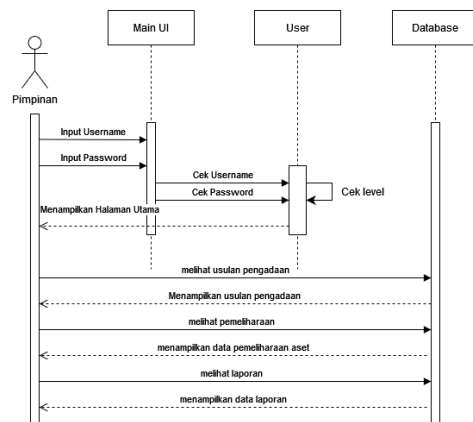 Main UI
User
Database
Pimpinan
Input Username
Input Password
Cek Username
Cek Password
Cek level
Menampilkan Halaman Utama
melihat usulan pengadaan
Menampilkan usulan pengadaan
melihat pemeliharaan
menampilkan data pemeliharaan aset
melihat laporan
menampilkan data laporan